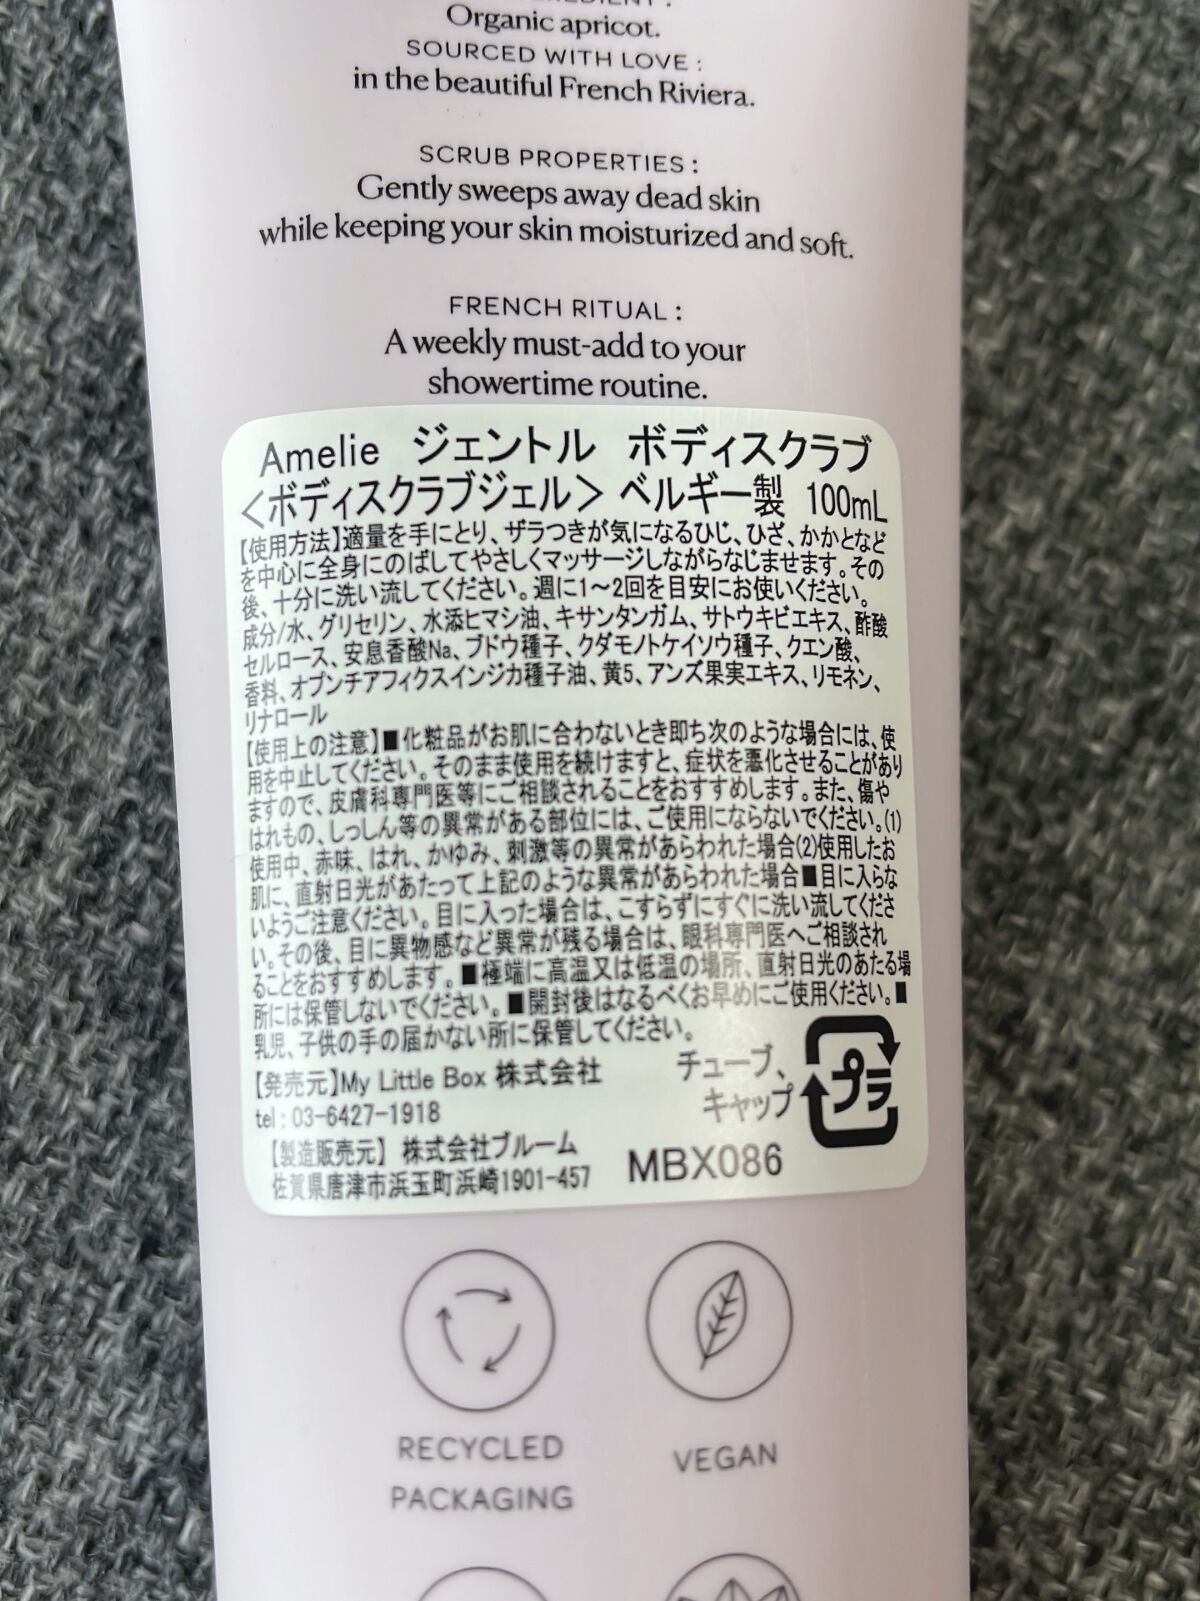 Organic apricot.
SOURCED WITH LOVE :
in the beautiful French Riviera.
SCRUB PROPERTIES :
Gently sweeps away dead skin
while keeping your skin moisturized and soft.
FRENCH RITUAL :
A weekly must-add to your
showertime routine.
Amelie ジェントル ボディスクラブ
<ボディスクラブジェル> ベルギー製 100mL
【使用方法】適量を手にとり、ザラつきが気になるひじ、ひざ、かかとなど
を中心に全身にのばしてやさしくマッサージしながらなじませます。その
後、十分に洗い流してください。週に1～2回を目安にお使いください。
成分/水、グリセリン、水添ヒマシ油、キサンタンガム、サトウキビエキス、酢酸
セルロース、安息香酸Na、ブドウ種子、クダモノトケイソウ種子、クエン酸、
香料、オプンチアフィクスインジカ種子油、黄5、アンズ果実エキス、リモネン、
リナロール
【使用上の注意】■化粧品がお肌に合わないとき即ち次のような場合には、使
用を中止してください。そのまま使用を続けますと、症状を悪化させることがあり
ますので、皮膚科専門医等にご相談されることをおすすめします。また、傷や
はれもの、しっしん等の異常がある部位には、ご使用にならないでください。(1)
使用中、赤味、はれ、かゆみ、刺激等の異常があらわれた場合(2)使用したお
肌に、直射日光があたって上記のような異常があらわれた場合■目に入らな
いようご注意ください。目に入った場合は、こすらずにすぐに洗い流してくださ
い。その後、目に異物感など異常が残る場合は、眼科専門医へご相談され
ることをおすすめします。■極端に高温又は低温の場所、直射日光のあたる場
所には保管しないでください。■開封後はなるべくお早めにご使用ください。■
乳児、子供の手の届かない所に保管してください。
【発売元】My Little Box 株式会社
tel : 03-6427-1918
チューブ、
キャップ
プラ
【製造販売元】 株式会社ブルーム
佐賀県唐津市浜玉町浜崎1901-457
MBX086
RECYCLED
PACKAGING
VEGAN